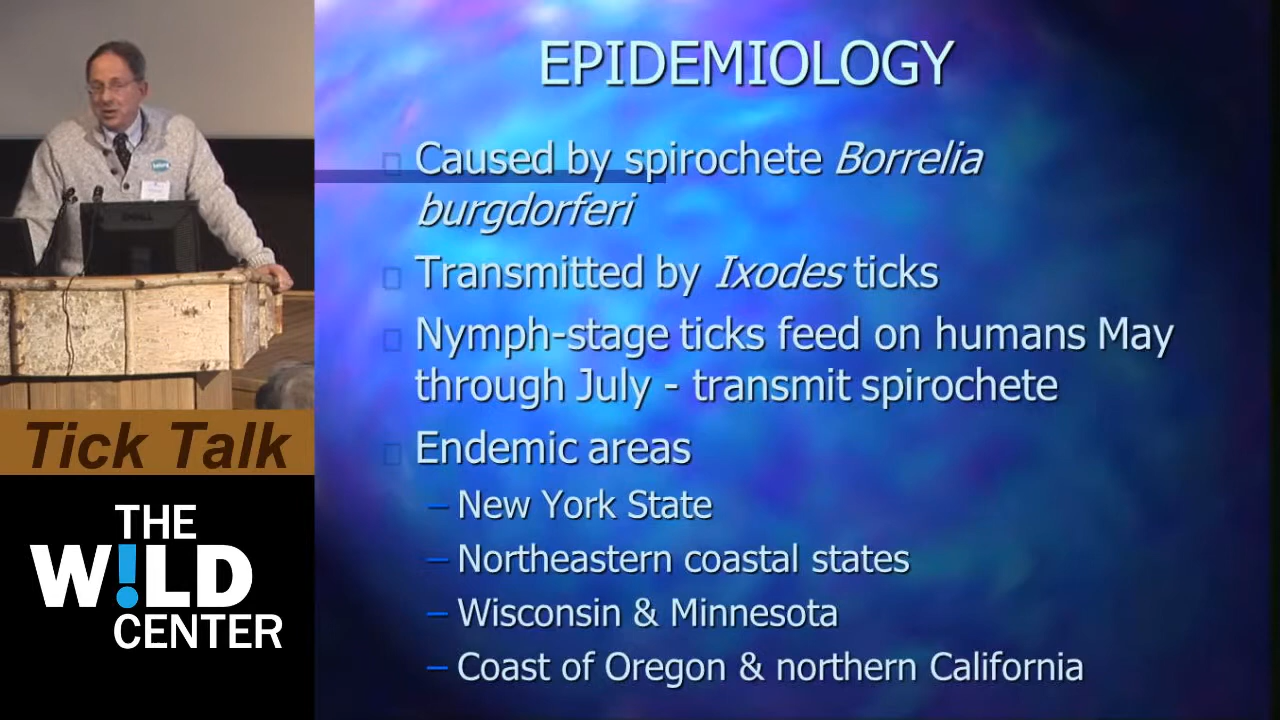 EPIDEMIOLOGY
Caused by spirochete Borrelia
burgdorferi
Transmitted by Ixodes ticks
Nymph-stage ticks feed on humans May
through July - transmit spirochete
Endemic areas
– New York State
– Northeastern coastal states
– Wisconsin & Minnesota
– Coast of Oregon & northern California
DELL
Tick Talk
THE
W!LD
CENTER